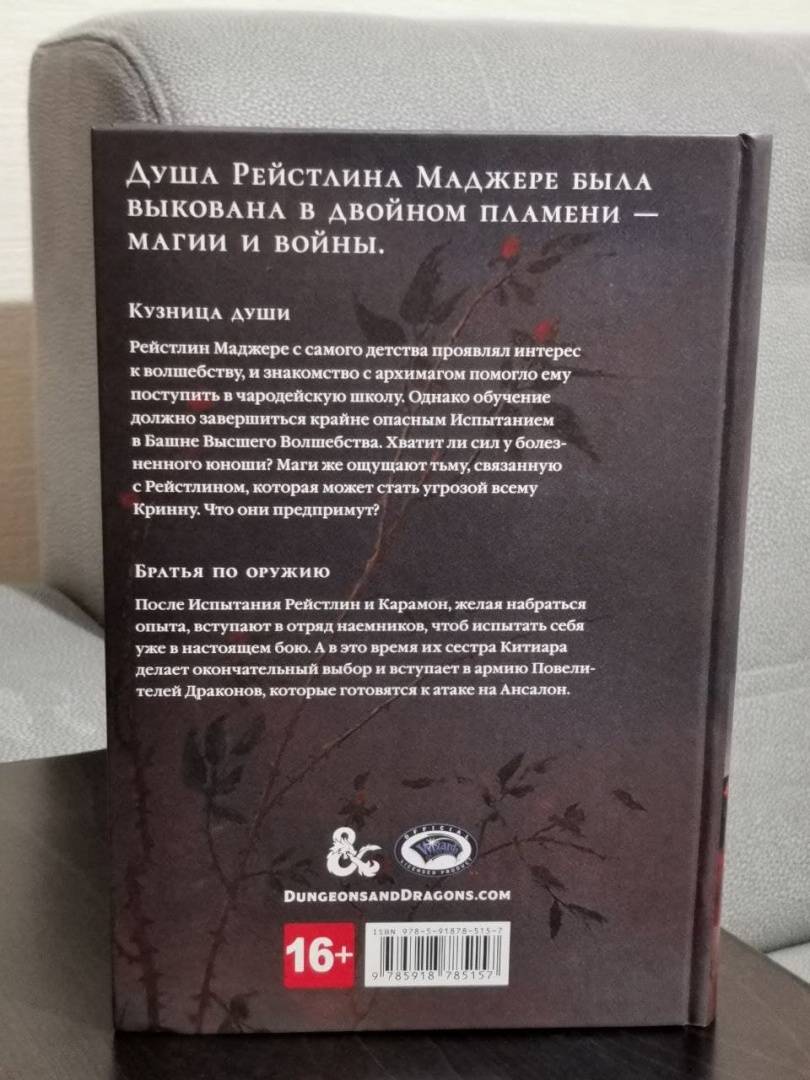 Душа Рейстлина Маджере была
выкована в двойном пламени —
магии и войны.
Кузница души
Рейстлин Маджере с самого детства проявлял интерес
к волшебству, и знакомство с архимагом помогло ему
поступить в чародейскую школу. Однако обучение
должно завершиться крайне опасным Испытанием
в Башне Высшего Волшебства. Хватит ли сил у болез-
ненного юноши? Маги же ощущают тьму, связанную
с Рейстлином, которая может стать угрозой всему
Кринну. Что они предпримут?
Братья по оружию
После Испытания Рейстлин и Карамон, желая набраться
опыта, вступают в отряд наемников, чтоб испытать себя
уже в настоящем бою. А в это время их сестра Китиара
делает окончательный выбор и вступает в армию Повели-
телей Драконов, которые готовятся к атаке на Ансалон.
OFFICIAL
Wizards
LICENSED PRODUCT
DungeonsandDragons.com
16+
ISBN 978-5-91878-515-7
9 785918 785157